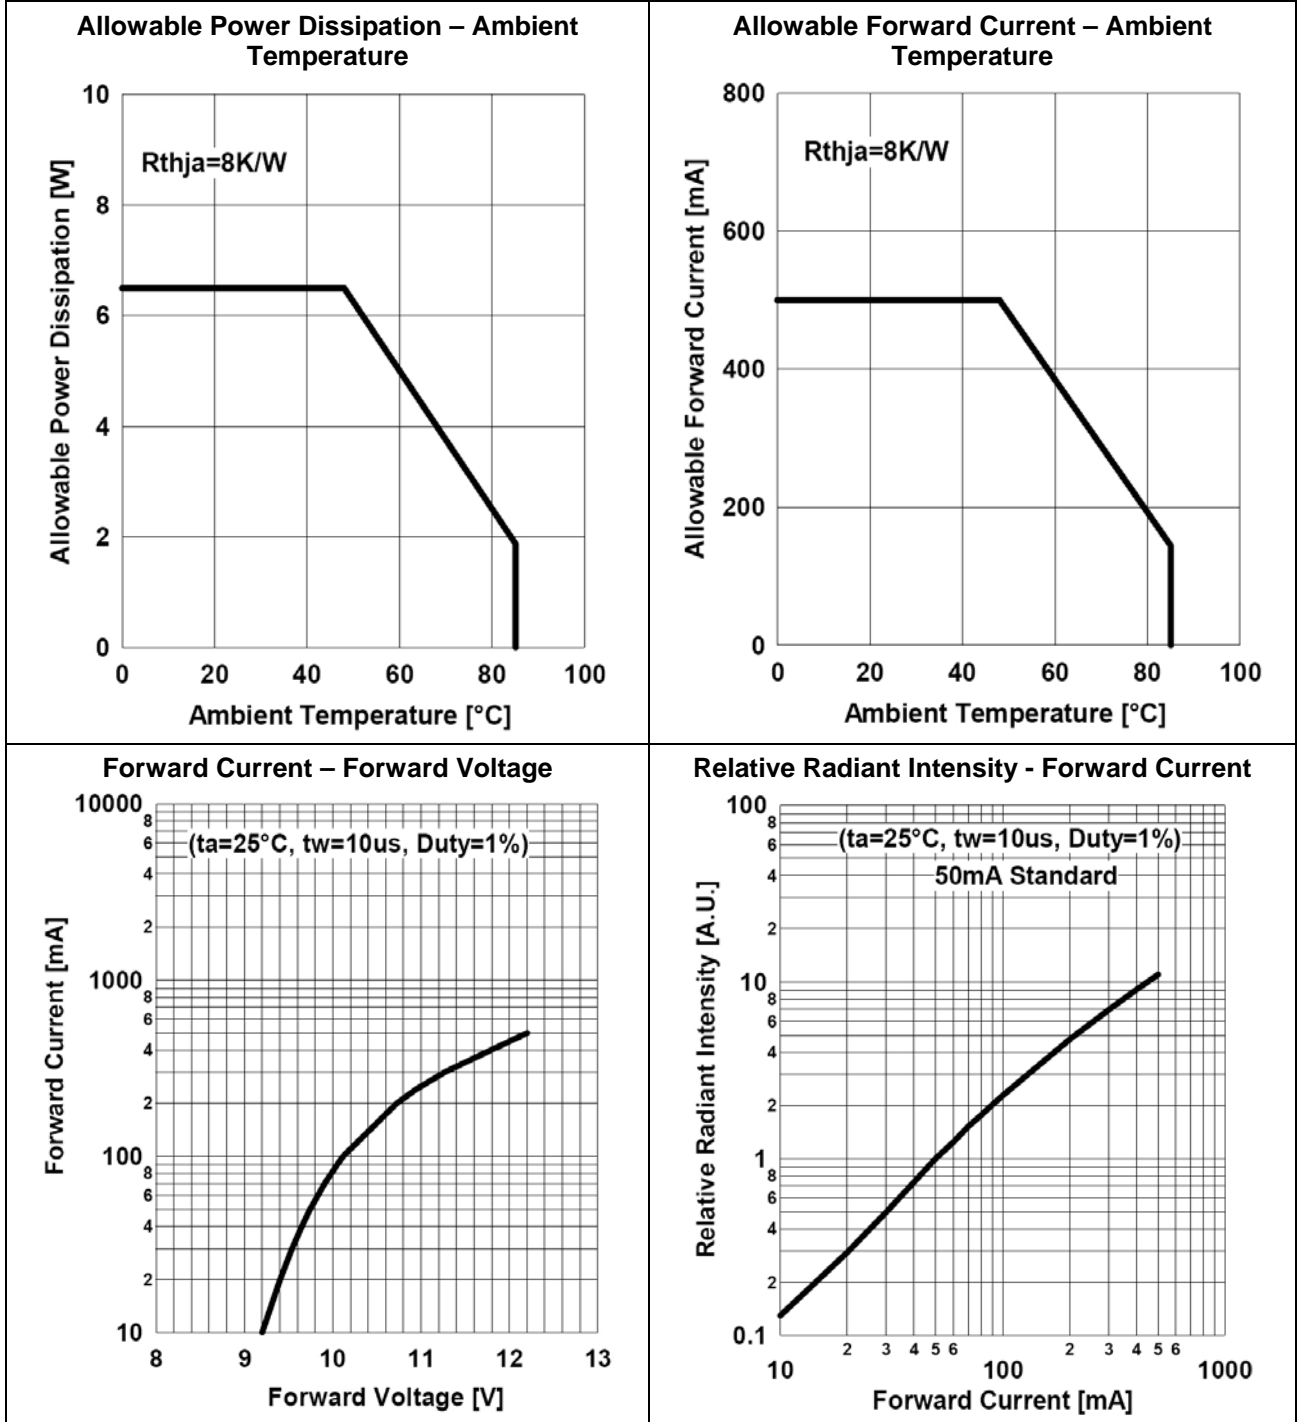 Allowable Power Dissipation – Ambient
Temperature
10
8
6
4
2
0
Rthja=8K/W
Allowable Power Dissipation [W]
0 20 40 60 80 100
Ambient Temperature [°C]
Allowable Forward Current – Ambient
Temperature
800
600
400
200
0
Rthja=8K/W
Allowable Forward Current [mA]
0 20 40 60 80 100
Ambient Temperature [°C]
Forward Current – Forward Voltage
10000
8
6
4
2
1000
8
6
4
2
100
8
6
4
2
10
(ta=25°C, tw=10us, Duty=1%)
Forward Current [mA]
8 9 10 11 12 13
Forward Voltage [V]
Relative Radiant Intensity - Forward Current
100
8
6
4
2
10
8
6
4
2
1
8
6
4
2
0.1
(ta=25°C, tw=10us, Duty=1%)
50mA Standard
Relative Radiant Intensity [A.U.]
2 3 4 5 6 2 3 4 5 6
10 100 1000
Forward Current [mA]